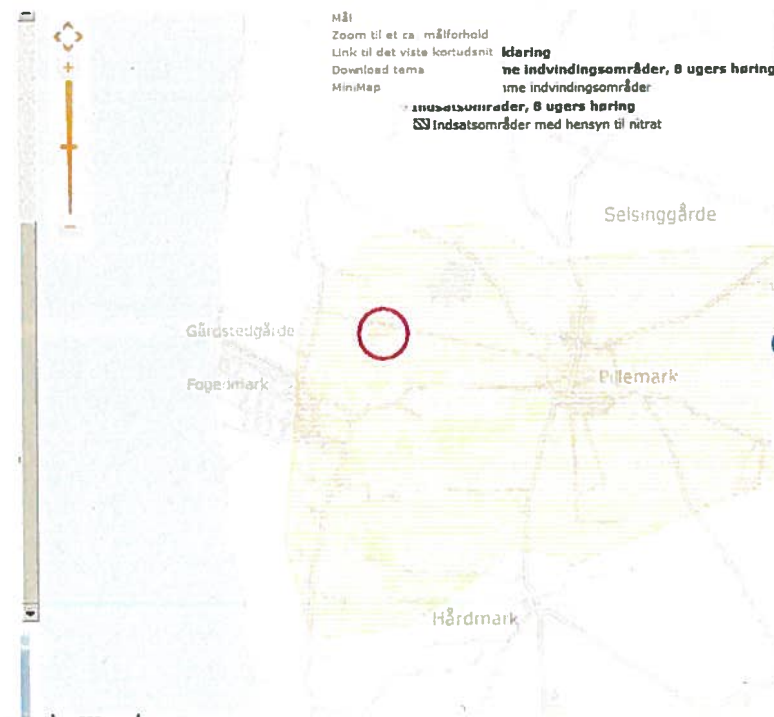 Mål
Zoom til et ca. målforhold
Link til det viste kortudsnit klaring
Download tema me indvindingsområder, 8 ugers høring
MiniMap me indvindingsområder
Indsatsområder, 8 ugers høring
Indsatsområder med hensyn til nitrat
Selsinggårde
Gårdstedgårde
Pillemark
Hårdmark